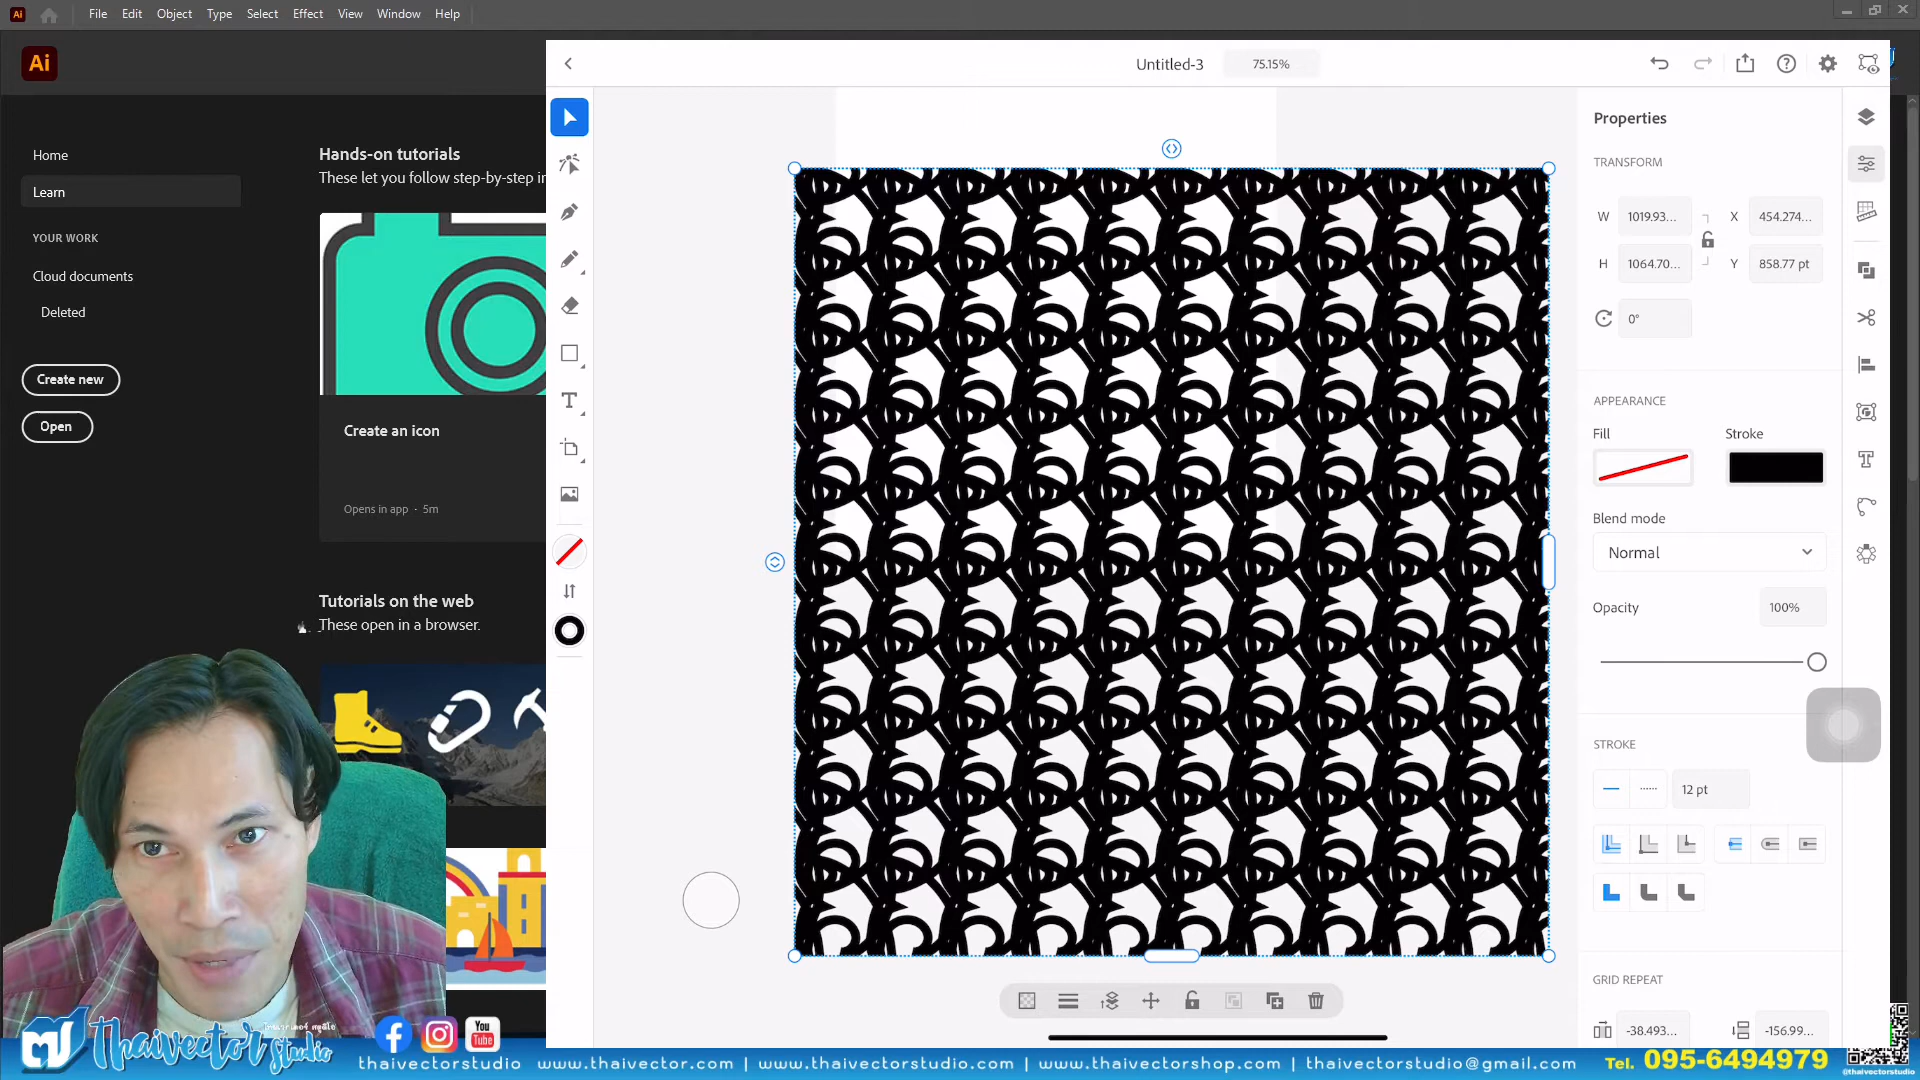 Ai
File
Edit
Object
Type
Select
Effect
View
Window
Help
Ai
Untitled-3
75.15%
Home
Learn
YOUR WORK
Cloud documents
Deleted
Create new
Open
Hands-on tutorials
These let you follow step-by-step in
Create an icon
Opens in app · 5m
Tutorials on the web
These open in a browser.
Properties
TRANSFORM
W 1019.93... X 454.274...
H 1064.70... Y 858.77 pt
0°
APPEARANCE
Fill
Stroke
Blend mode
Normal
Opacity
100%
STROKE
12 pt
GRID REPEAT
-38.493...
-156.99...
Thaivector studio
You Tube
thaivectorstudio www.thaivector.com | www.thaivectorstudio.com | www.thaivectorshop.com | thaivectorstudio@gmail.com Tel. 095-6494979
@thaivectorstudio